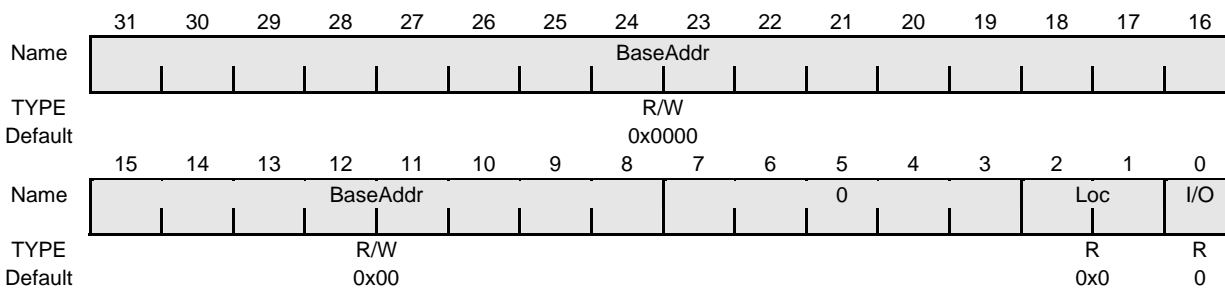 31 30 29 28 27 26 25 24 23 22 21 20 19 18 17 16
Name BaseAddr
TYPE R/W
Default 0x0000
15 14 13 12 11 10 9 8 7 6 5 4 3 2 1 0
Name BaseAddr 0 Loc I/O
TYPE R/W R R
Default 0x00 0x0 0